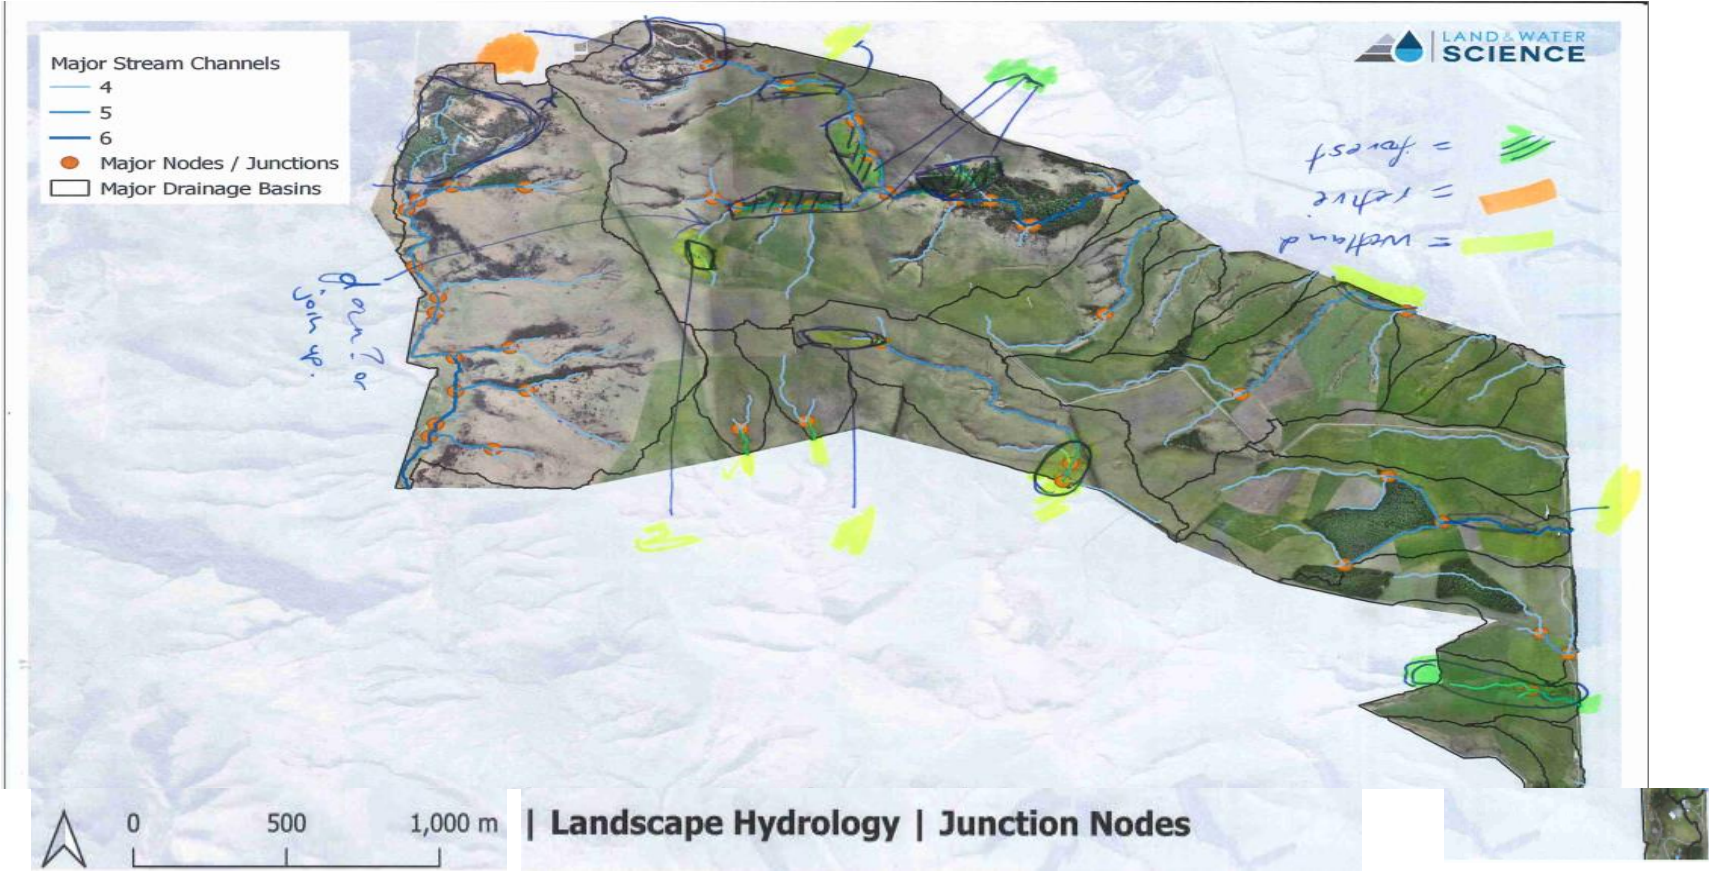 Major Stream Channels
4
5
6
Major Nodes / Junctions
Major Drainage Basins
LAND & WATER
SCIENCE
= forest
= retire
= wetland
dam? or
join up.
0 500 1,000 m
| Landscape Hydrology | Junction Nodes